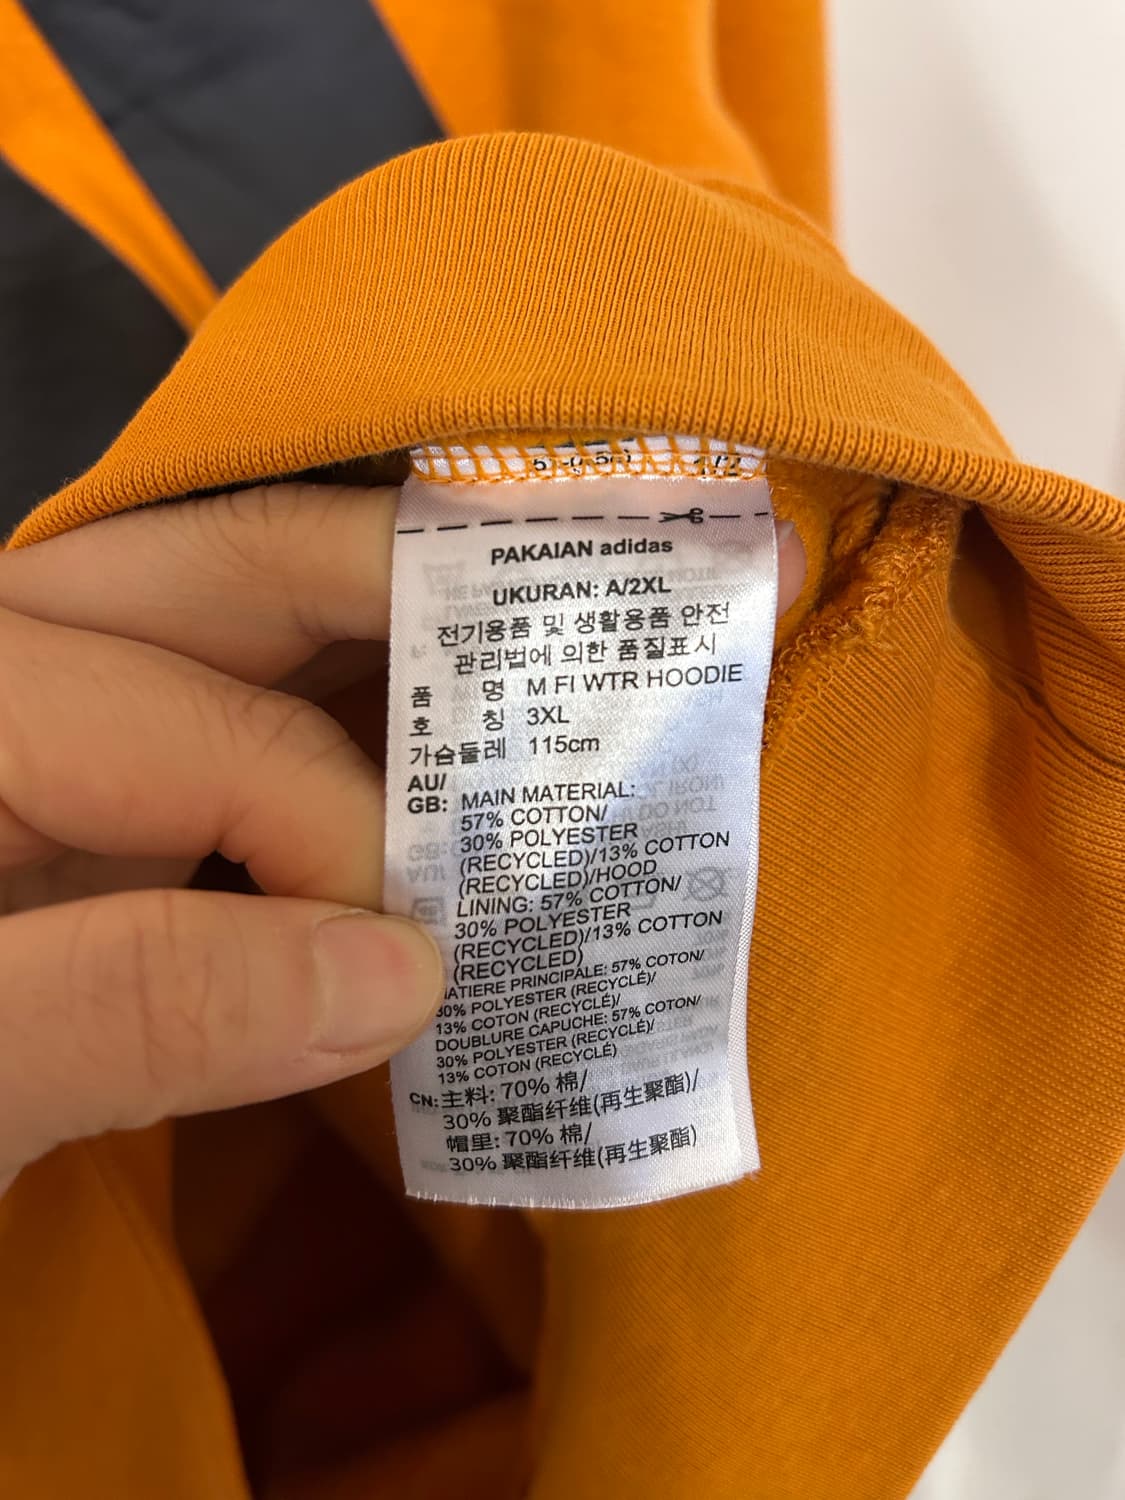 PAKAIAN adidas
UKURAN: A/2XL
전기용품 및 생활용품 안전
관리법에 의한 품질표시
품 명 M FI WTR HOODIE
호 칭 3XL
가슴둘레 115cm
AU/
GB: MAIN MATERIAL:
57% COTTON/
30% POLYESTER
(RECYCLED)/13% COTTON
(RECYCLED)/HOOD
LINING: 57% COTTON/
30% POLYESTER
(RECYCLED)/13% COTTON
(RECYCLED)
PRINCIPALE: 57% COTON/
30% POLYESTER (RECYCLÉ)/
13% COTON (RECYCLÉ)/
DOUBLURE CAPUCHE: 57% COTON/
30% POLYESTER (RECYCLÉ)/
13% COTON (RECYCLÉ)
CN: 主料: 70% 棉/
30% 聚酯纤维(再生聚酯)/
帽里: 70% 棉/
30% 聚酯纤维(再生聚酯)